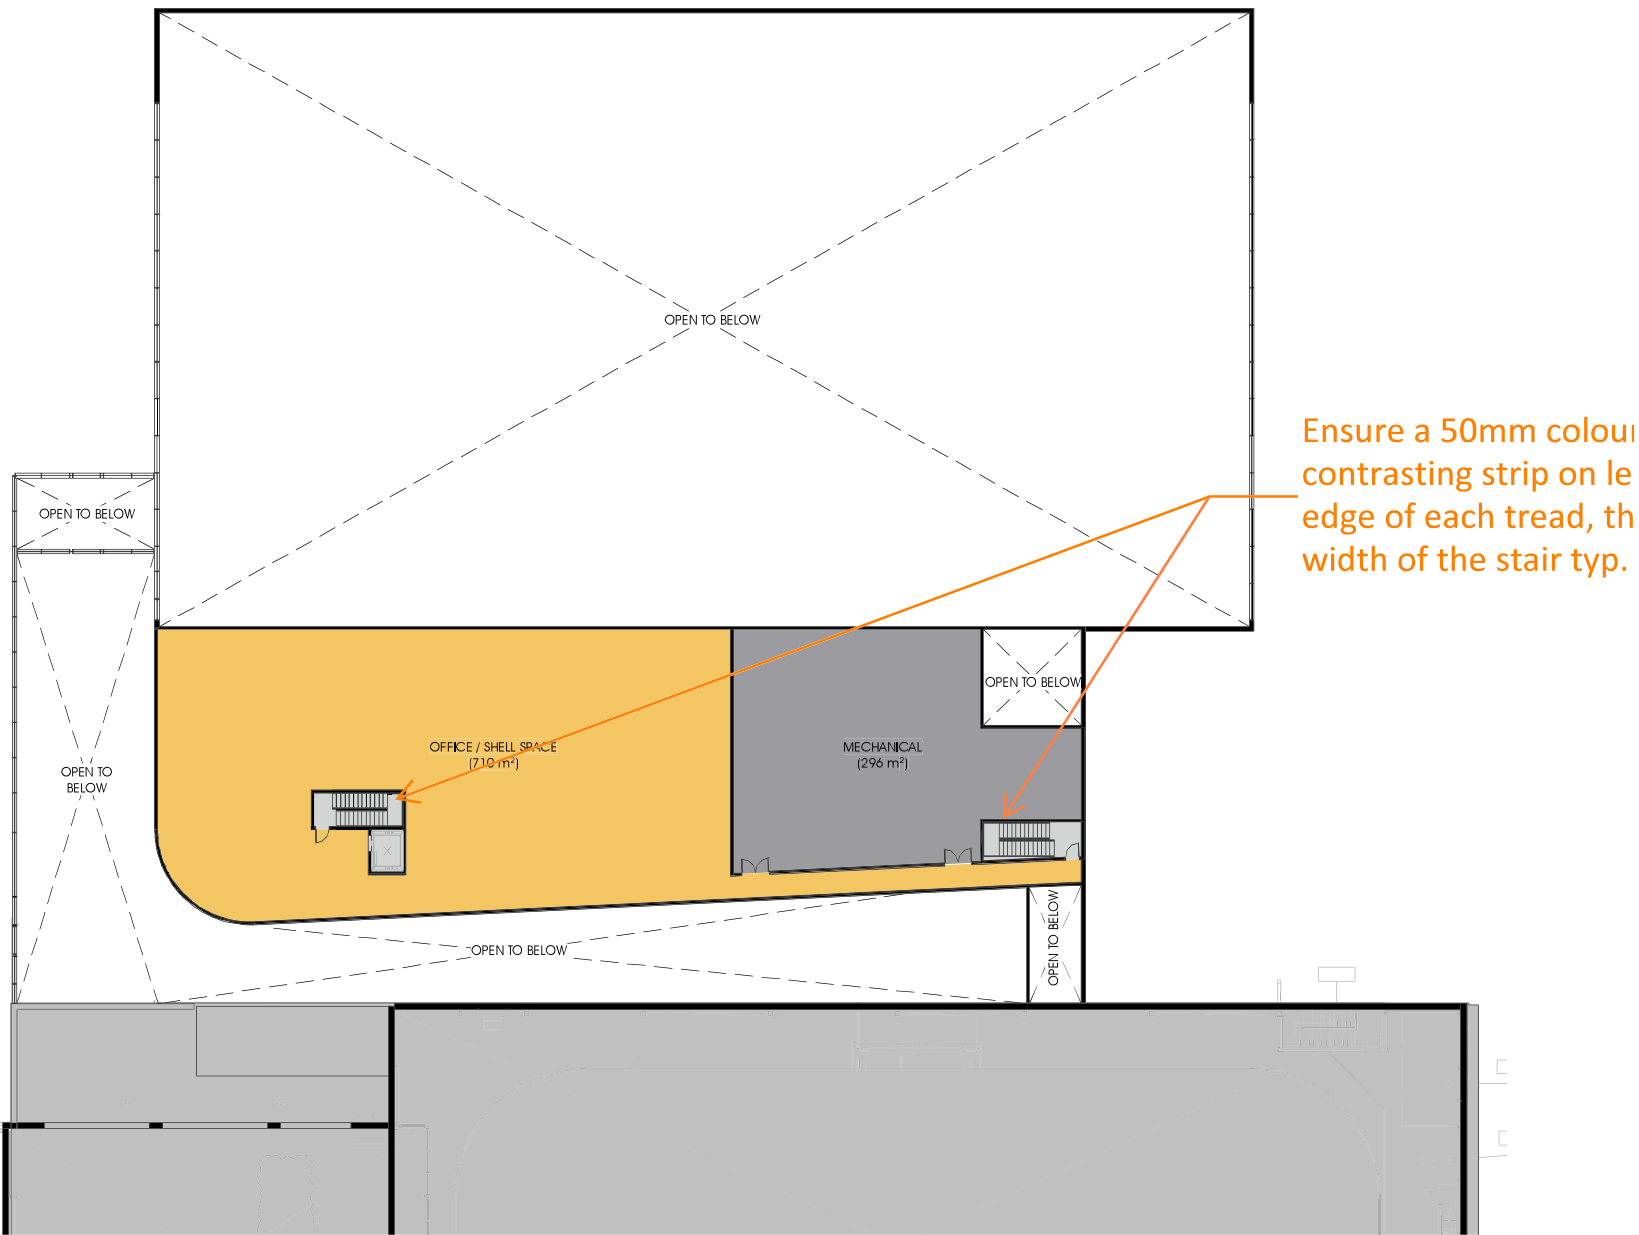 OPEN TO BELOW
Ensure a 50mm colour
contrasting strip on
edge of each tread,
width of the stair typ.
OPEN TO BELOW
OPEN TO BELOW
OFFICE / SHELL SPACE
(710 m²)
MECHANICAL
(296 m²)
OPEN TO
BELOW
OPEN TO BELOW
OPEN TO BELOW